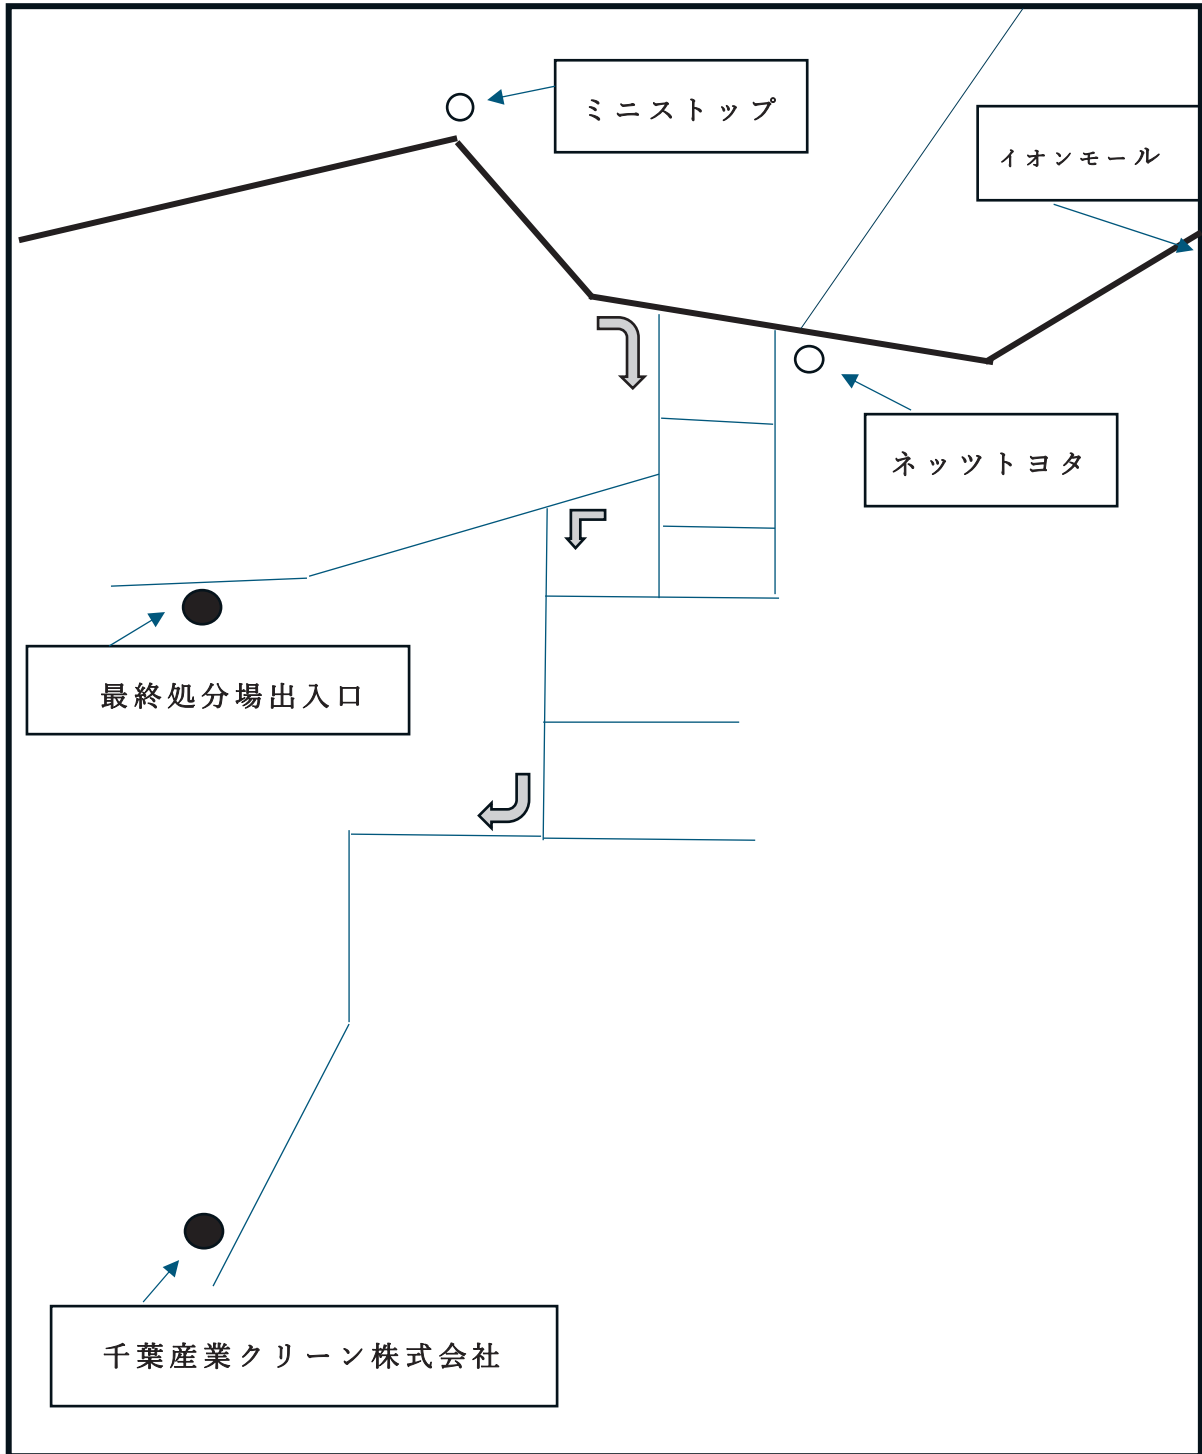 ミニストップ
イオンモール
ネッツトヨタ
最終処分場出入口
千葉産業クリーン株式会社